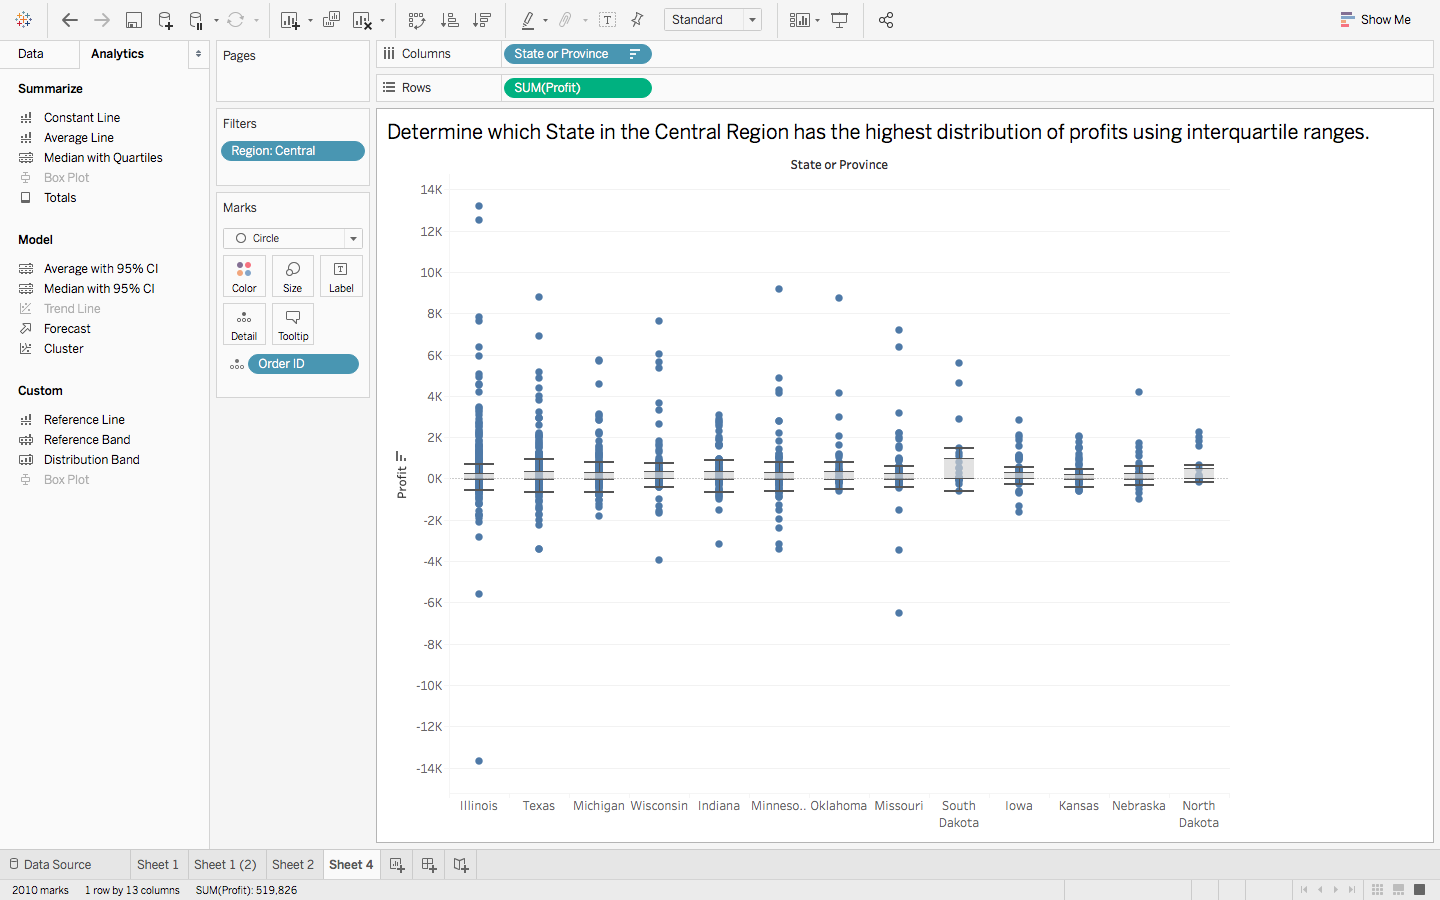 Standard
Show Me
Data
Analytics
Pages
Columns
State or Province
Rows
SUM(Profit)
Summarize
Constant Line
Average Line
Median with Quartiles
Box Plot
Totals
Model
Average with 95% CI
Median with 95% CI
Trend Line
Forecast
Cluster
Custom
Reference Line
Reference Band
Distribution Band
Box Plot
Filters
Region: Central
Marks
Circle
Color
Size
Label
Detail
Tooltip
Order ID
Determine which State in the Central Region has the highest distribution of profits using interquartile ranges.
State or Province
14K
12K
10K
8K
6K
4K
2K
0K
-2K
-4K
-6K
-8K
-10K
-12K
-14K
Profit
Illinois
Texas
Michigan
Wisconsin
Indiana
Minneso..
Oklahoma
Missouri
South
Dakota
Iowa
Kansas
Nebraska
North
Dakota
Data Source
Sheet 1
Sheet 1 (2)
Sheet 2
Sheet 4
2010 marks
1 row by 13 columns
SUM(Profit): 519,826